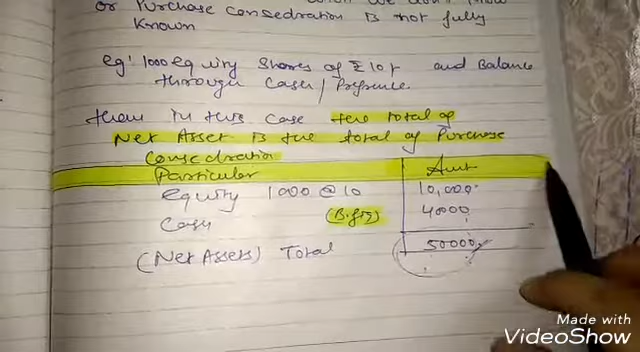 or Purchase consedration is not fully
known
eg: 1000 equity shares of ₹10/- and Balance
through Cash/Prefrence.
then in this case the total of
Net Asset is the total of Purchase
consedration
Particular Amt
equity 1000 @ 10 10,000
Cash (B.fig) 40000
(Net Assets) Total 50000
Made with
VideoShow